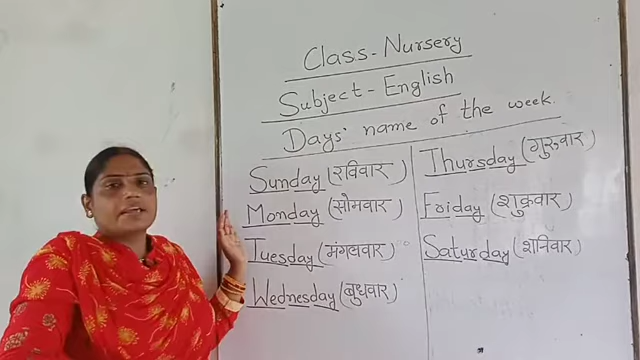 Class - Nursery
Subject - English
Days' name of the week.
Sunday (रविवार)
Monday (सोमवार)
Tuesday (मंगलवार)
Wednesday (बुधवार)
Thursday (गुरुवार)
Friday (शुक्रवार)
Saturday (शनिवार)